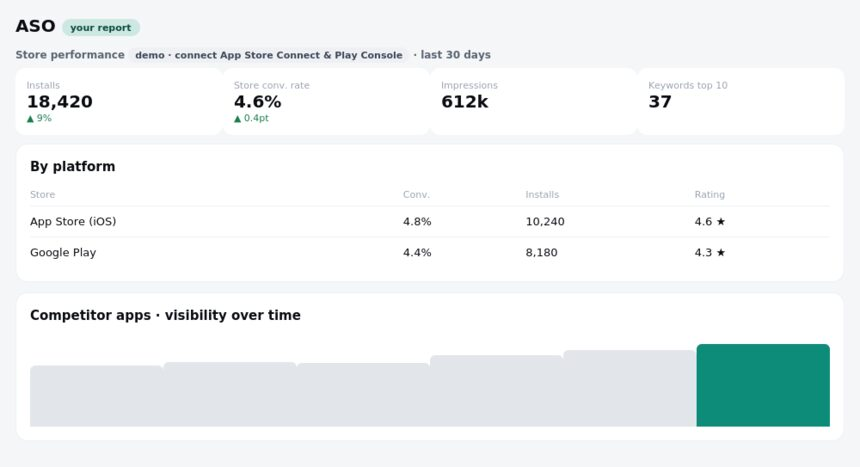 ASO your report
Store performance demo · connect App Store Connect & Play Console · last 30 days
Installs Store conv. rate Impressions Keywords top 10
18,420 4.6% 612k 37
▲ 9% ▲ 0.4pt
By platform
Store Conv. Installs Rating
App Store (iOS) 4.8% 10,240 4.6 ★
Google Play 4.4% 8,180 4.3 ★
Competitor apps · visibility over time